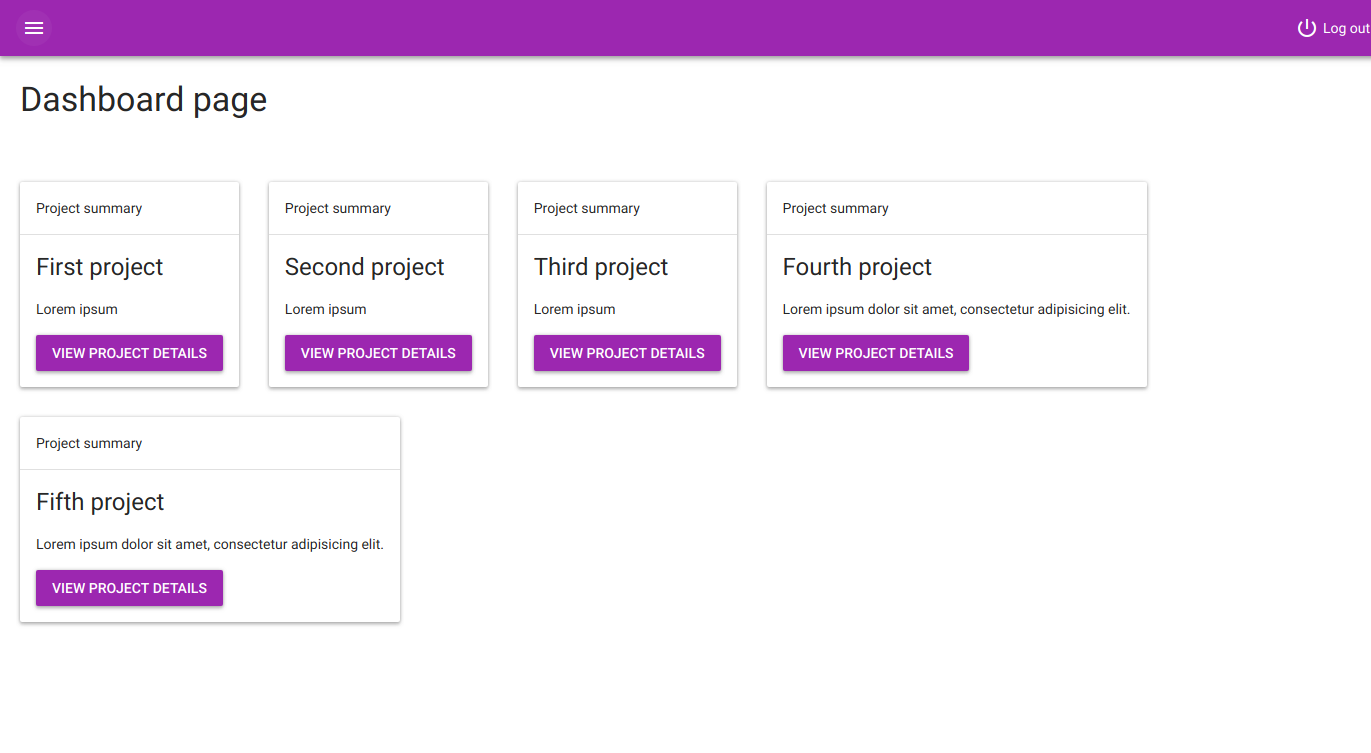 Log out
Dashboard page
Project summary
First project
Lorem ipsum
VIEW PROJECT DETAILS
Project summary
Second project
Lorem ipsum
VIEW PROJECT DETAILS
Project summary
Third project
Lorem ipsum
VIEW PROJECT DETAILS
Project summary
Fourth project
Lorem ipsum dolor sit amet, consectetur adipisicing elit.
VIEW PROJECT DETAILS
Project summary
Fifth project
Lorem ipsum dolor sit amet, consectetur adipisicing elit.
VIEW PROJECT DETAILS